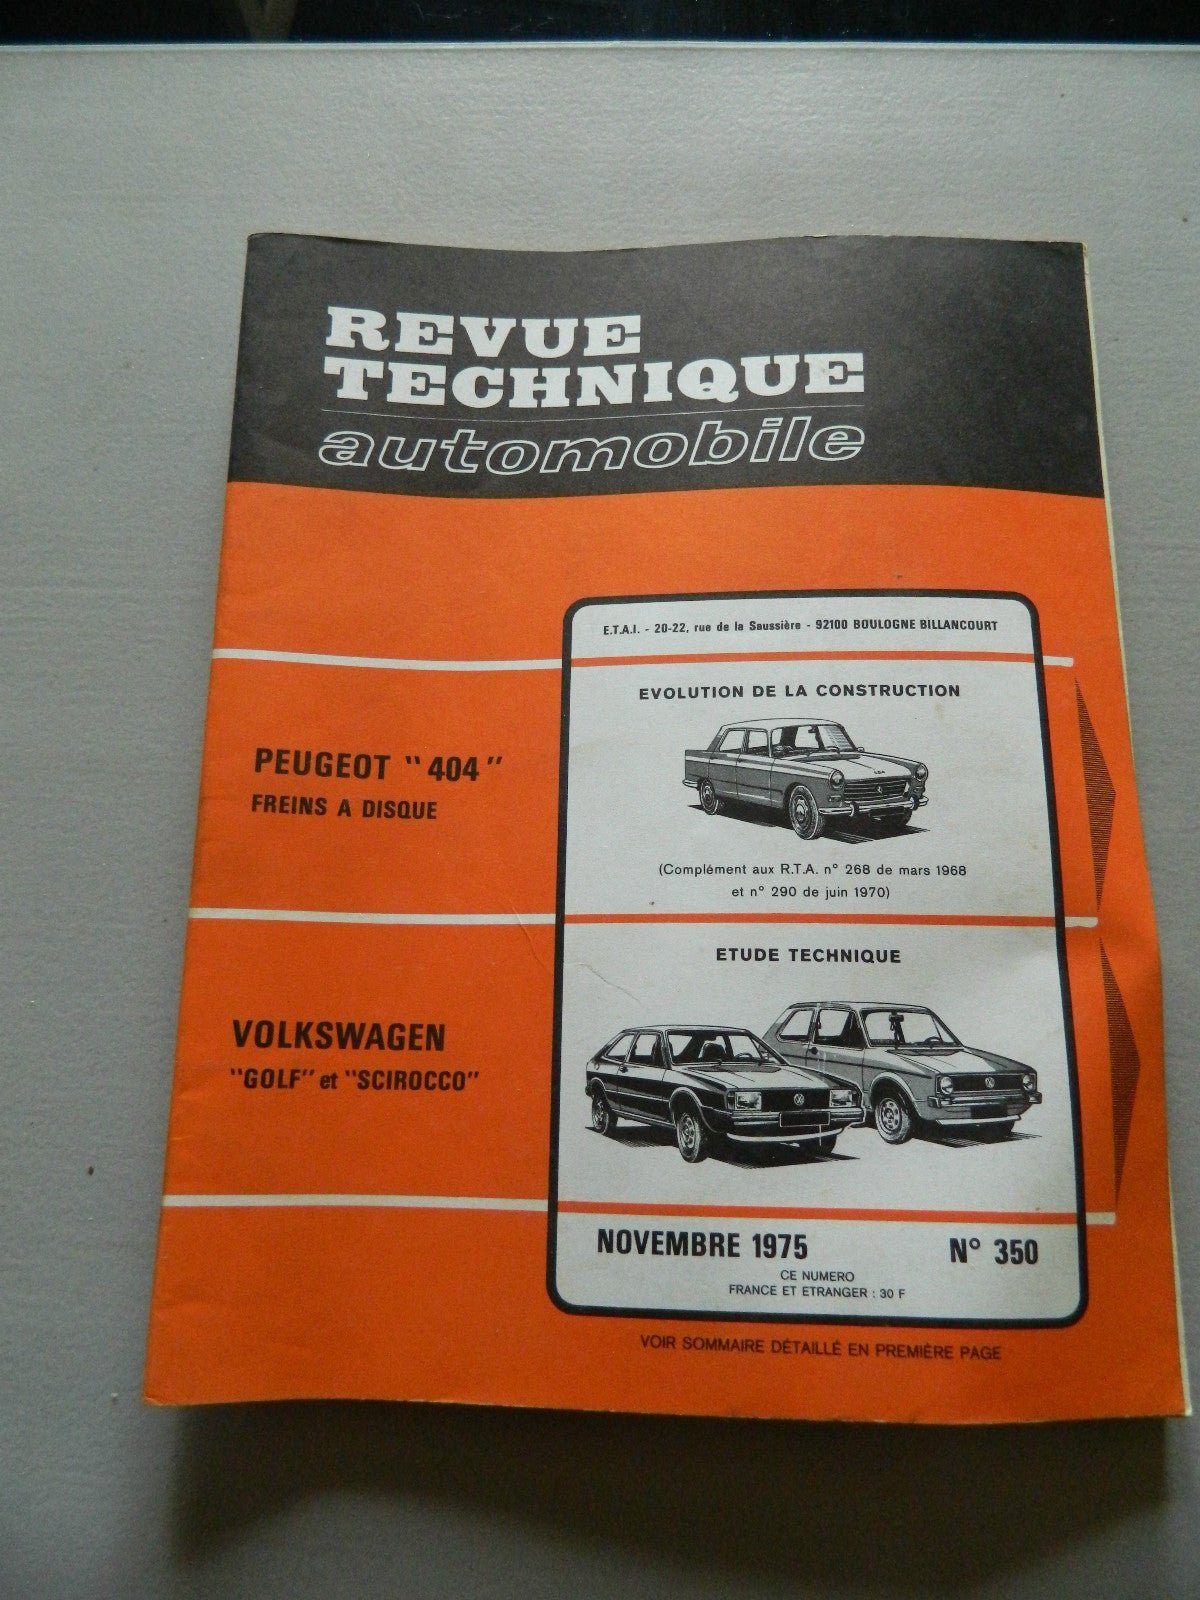 REVUE
TECHNIQUE
automobile
E.T.A.I. - 20-22, rue de la Saussière - 92100 BOULOGNE BILLANCOURT
EVOLUTION DE LA CONSTRUCTION
PEUGEOT "404"
FREINS A DISQUE
(Complément aux R.T.A. n° 268 de mars 1968
et n° 290 de juin 1970)
ETUDE TECHNIQUE
VOLKSWAGEN
"GOLF" et "SCIROCCO"
NOVEMBRE 1975
N° 350
CE NUMERO
FRANCE ET ETRANGER : 30 F
VOIR SOMMAIRE DÉTAILLÉ EN PREMIÈRE PAGE